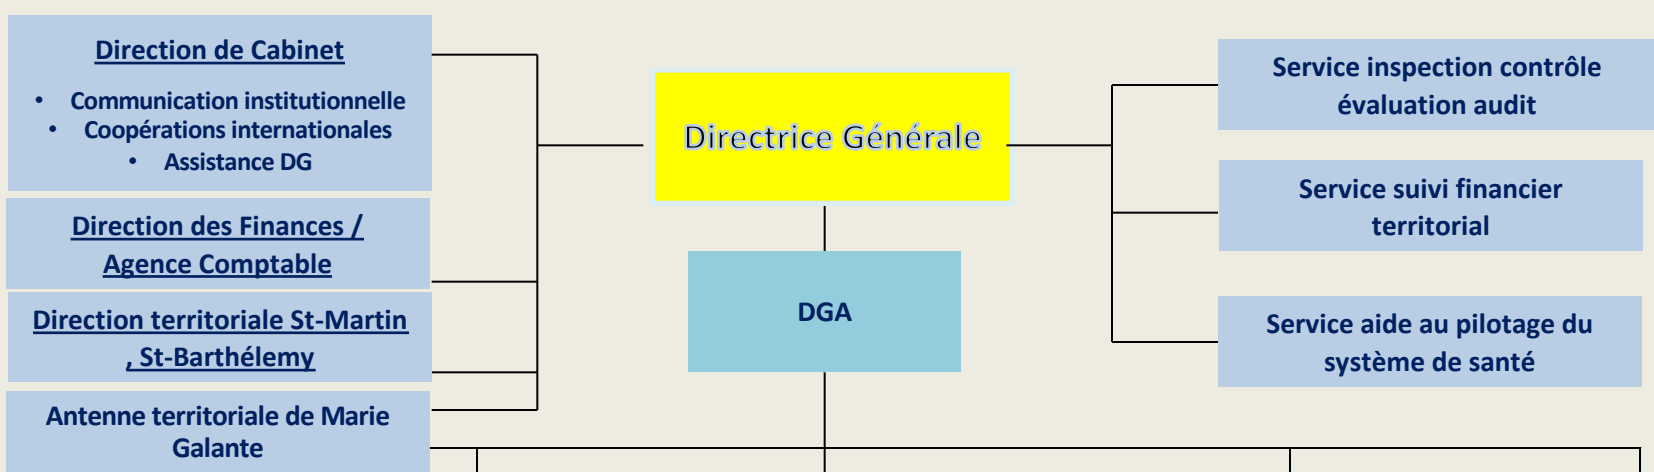 Direction de Cabinet
• Communication institutionnelle
• Coopérations internationales
• Assistance DG
Direction des Finances /
Agence Comptable
Direction territoriale St-Martin
, St-Barthélemy
Antenne territoriale de Marie
Galante
Directrice Générale
DGA
Service inspection contrôle
évaluation audit
Service suivi financier
territorial
Service aide au pilotage du
système de santé